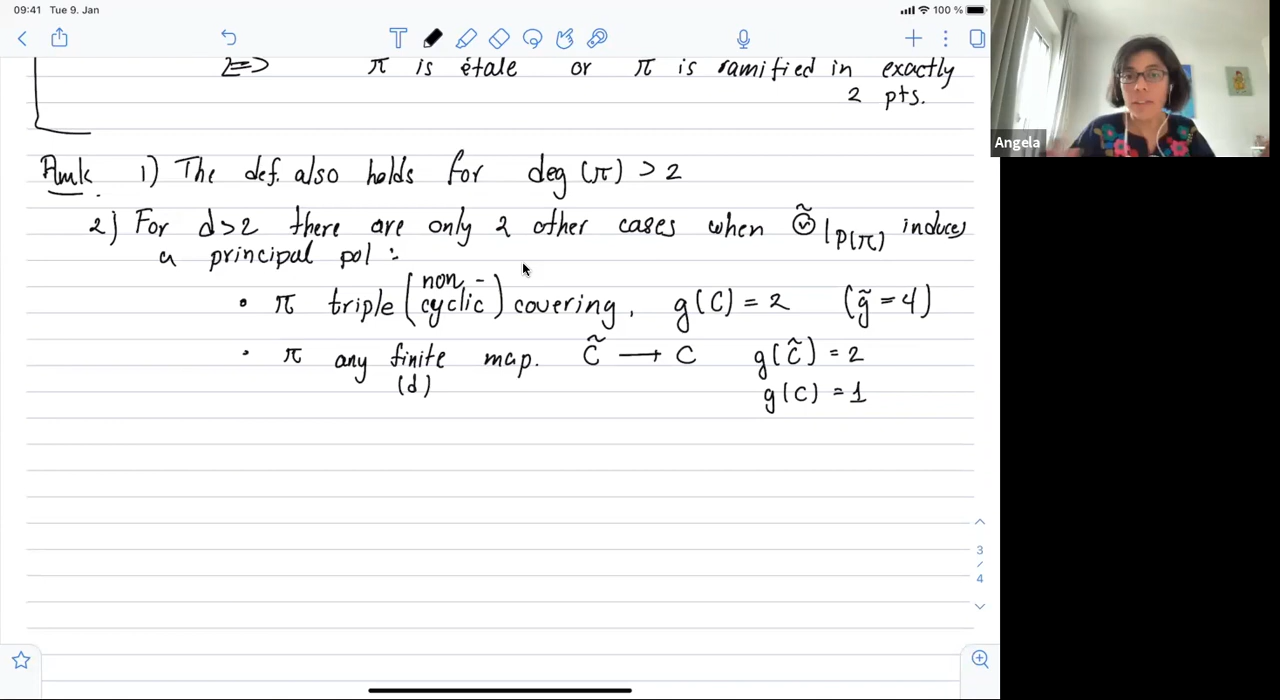 09:41 Tue 9. Jan
100 %
<=> π is étale or π is ramified in exactly
2 pts.
Angela
Rmk. 1) The def. also holds for deg (π) > 2
2) For d>2 there are only 2 other cases when Θ̃|P(π) induces
a principal pol :
• π triple (non-cyclic) covering, g(C) = 2 (g̃ = 4)
• π any finite map. C̃ → C g(C̃) = 2
(d)
g(C) = 1
3
/
4